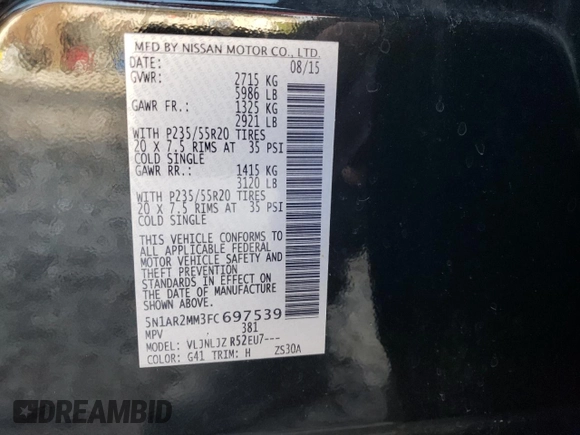 MFD BY NISSAN MOTOR CO., LTD.
DATE: 08/15
GVWR: 2715 KG
5986 LB
GAWR FR.: 1325 KG
2921 LB
WITH P235/55R20 TIRES
20 X 7.5 RIMS AT 35 PSI
COLD SINGLE
GAWR RR.: 1415 KG
3120 LB
WITH P235/55R20 TIRES
20 X 7.5 RIMS AT 35 PSI
COLD SINGLE
THIS VEHICLE CONFORMS TO
ALL APPLICABLE FEDERAL
MOTOR VEHICLE SAFETY AND
THEFT PREVENTION
STANDARDS IN EFFECT ON
THE DATE OF MANUFACTURE
5N1AR2MM3FC697539
MPV 381
MODEL: VLJNLJZ R52EU7---
COLOR: G41 TRIM: H ZS30A
DREAMBID